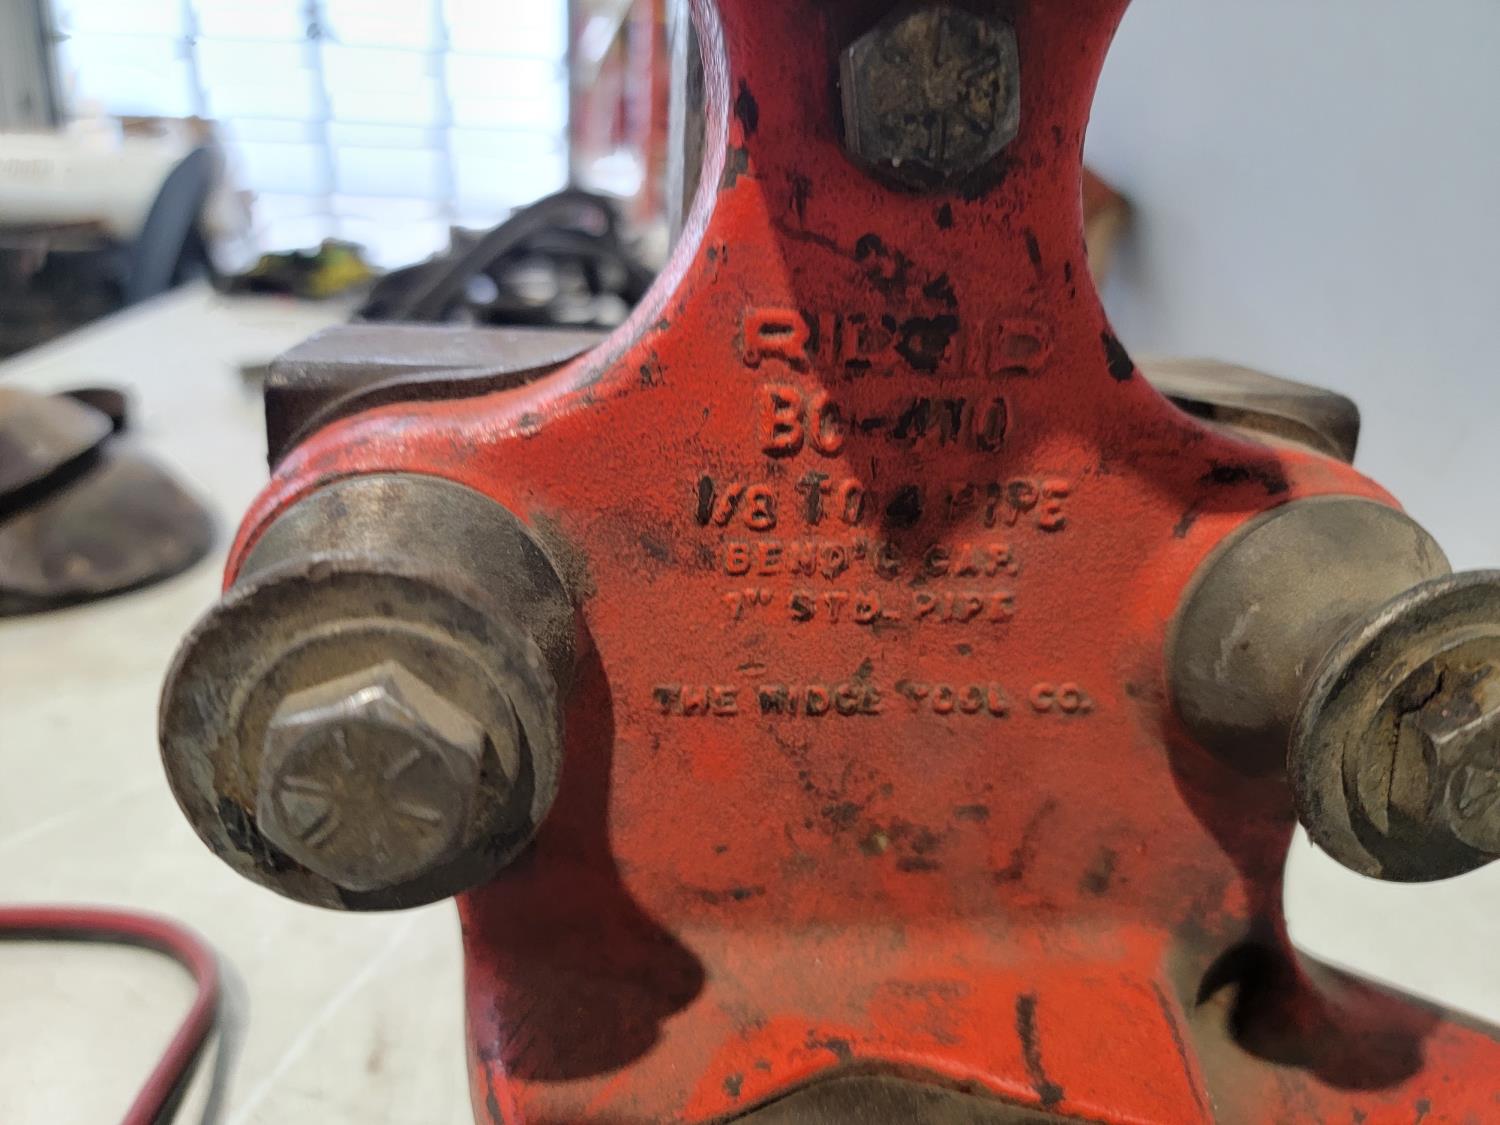 RIDGID
BC-410
1/8 TO 4 PIPE
BEND'G CAP.
1" STD. PIPE
THE RIDGE TOOL CO.